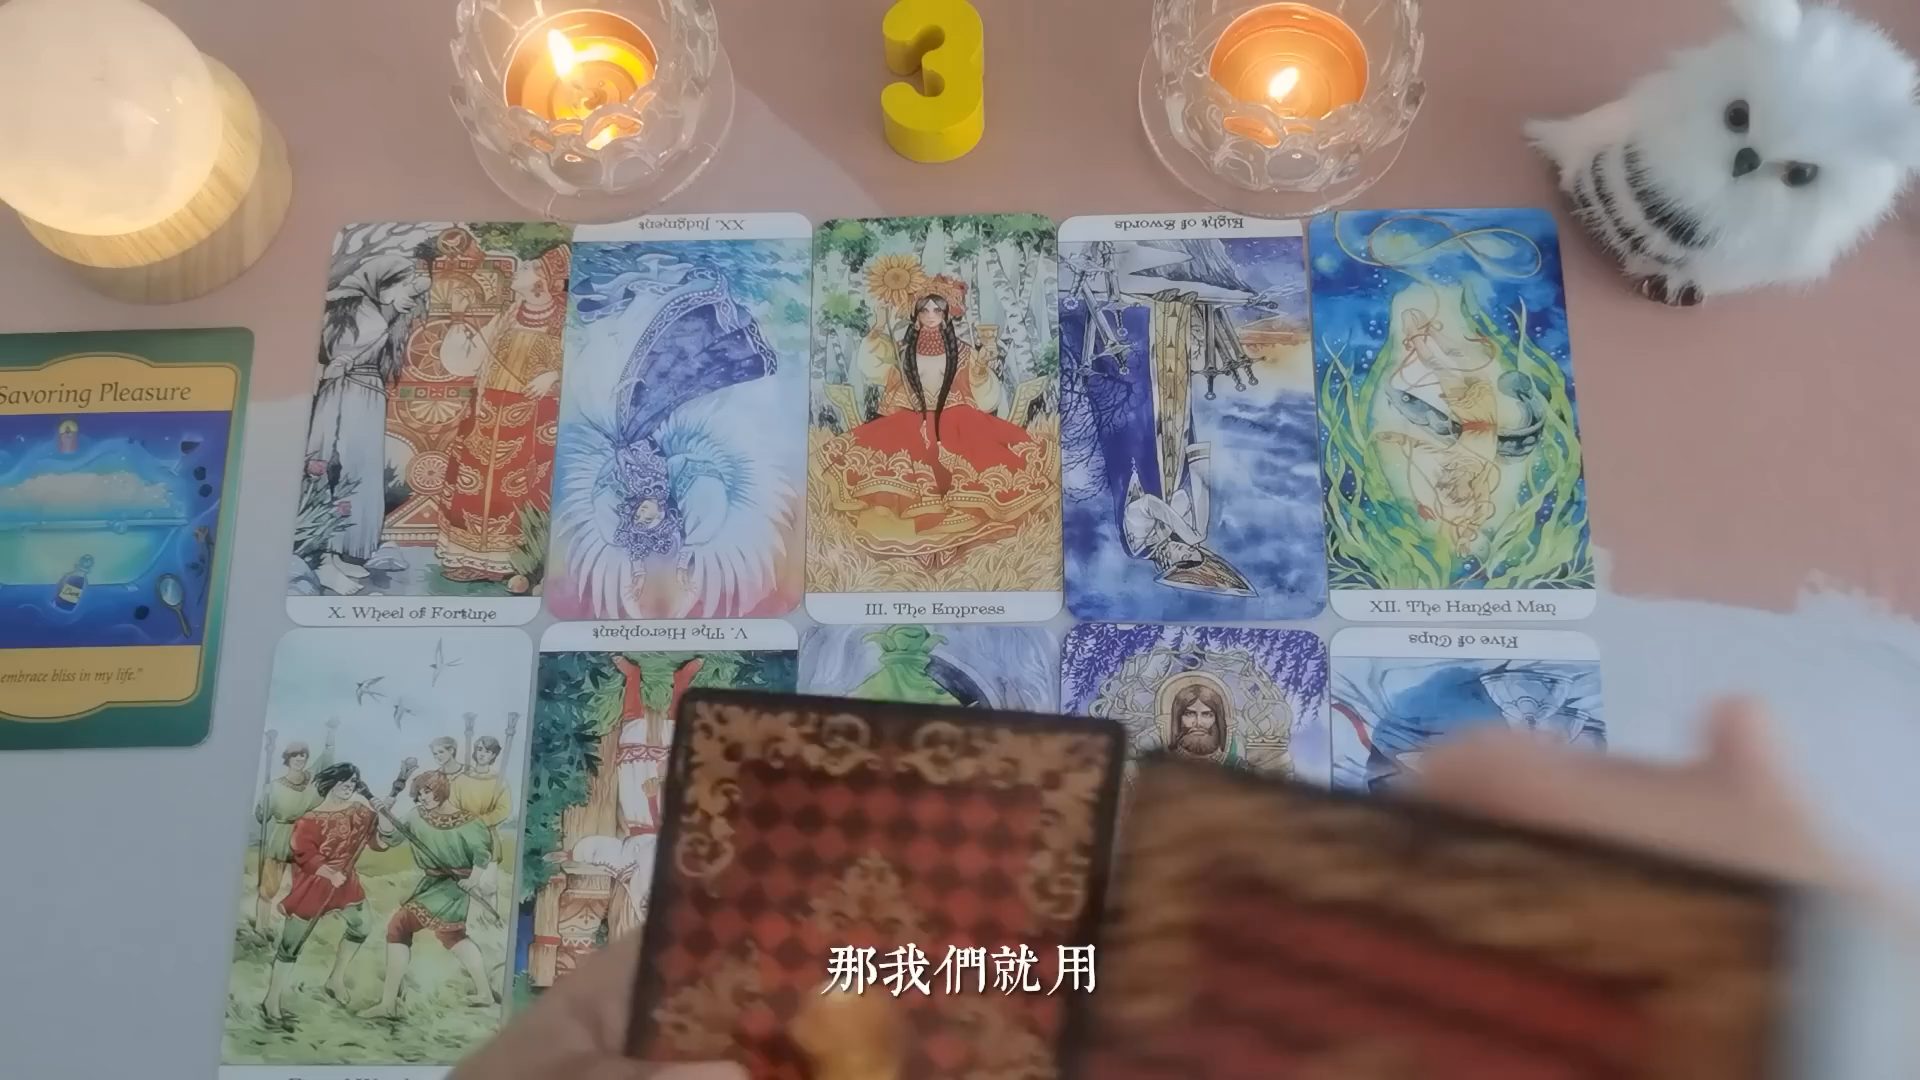 3
XX. Judgment
Eight of Swords
Savoring Pleasure
embrace bliss in my life."
X. Wheel of Fortune
III. The Empress
XII. The Hanged Man
V. The Hierophant
Five of Cups
那我們就用